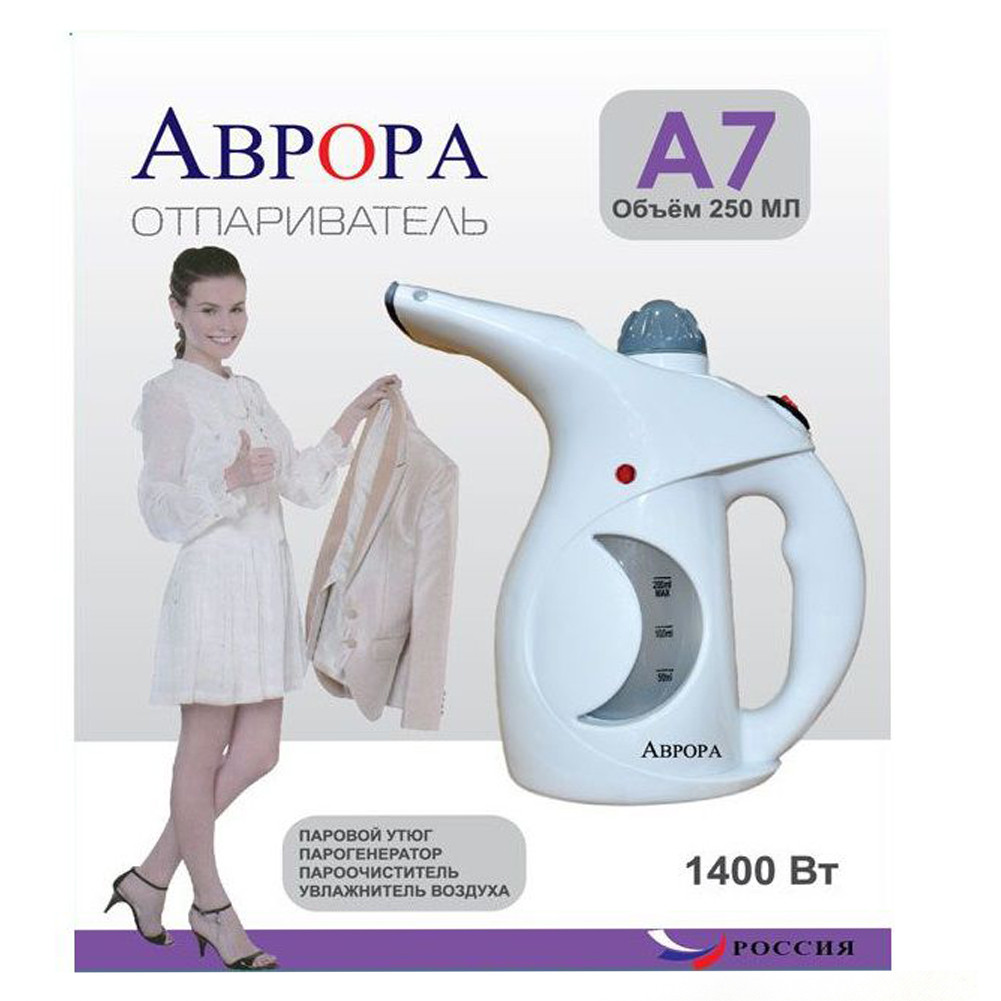 АВРОРА
ОТПАРИВАТЕЛЬ
А7
Объём 250 МЛ
200ml
MAX
100ml
50ml
АВРОРА
ПАРОВОЙ УТЮГ
ПАРОГЕНЕРАТОР
ПАРООЧИСТИТЕЛЬ
УВЛАЖНИТЕЛЬ ВОЗДУХА
1400 Вт
РОССИЯ